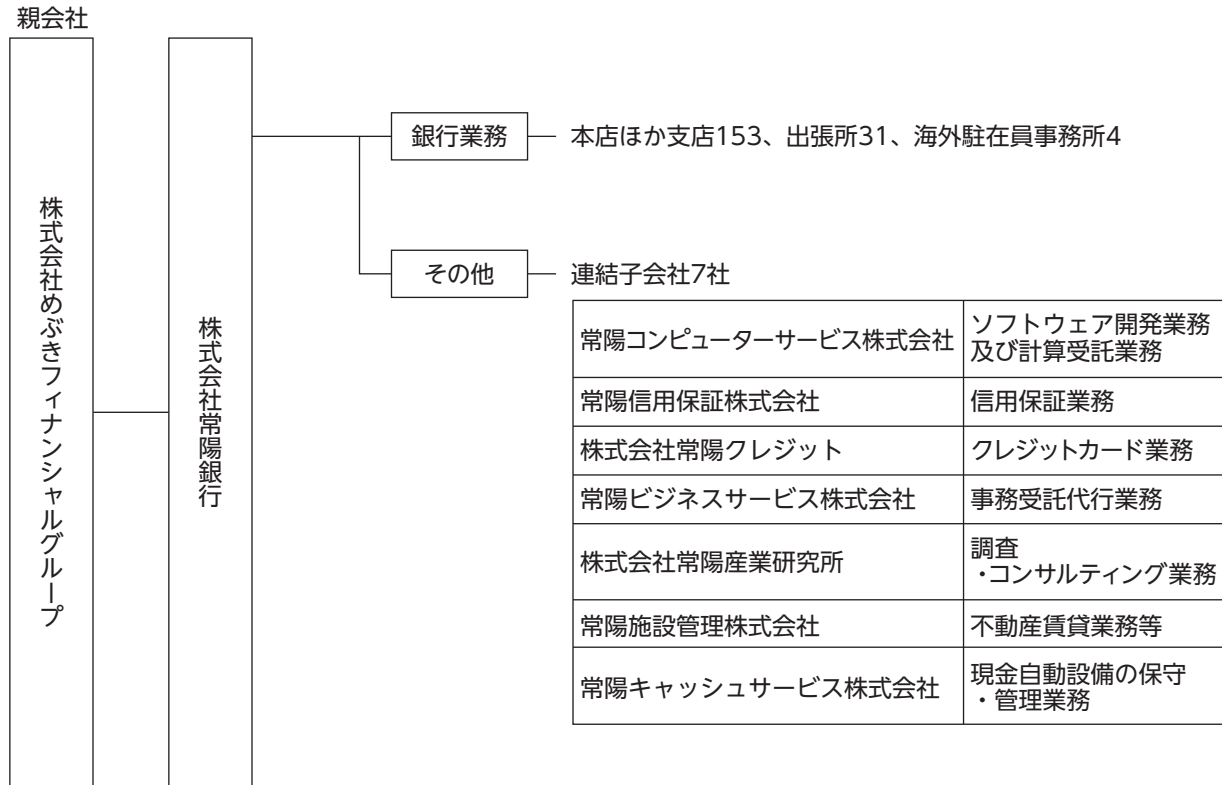 親会社
株式会社めぶきフィナンシャルグループ
株式会社常陽銀行
銀行業務
本店ほか支店153、出張所31、海外駐在員事務所4
その他
連結子会社7社
常陽コンピューターサービス株式会社
ソフトウェア開発業務
及び計算受託業務
常陽信用保証株式会社
信用保証業務
株式会社常陽クレジット
クレジットカード業務
常陽ビジネスサービス株式会社
事務受託代行業務
株式会社常陽産業研究所
調査
・コンサルティング業務
常陽施設管理株式会社
不動産賃貸業務等
常陽キャッシュサービス株式会社
現金自動設備の保守
・管理業務